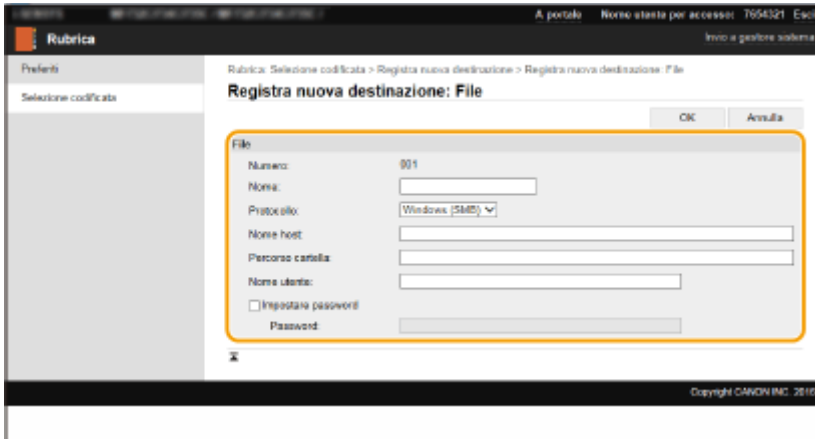 A portale Nome utente per accesso: 7654321 Esci
Rubrica
Invio a gestore sistema
Preferiti
Selezione codificata
Rubrica: Selezione codificata > Registra nuova destinazione > Registra nuova destinazione: File
Registra nuova destinazione: File
OK Annulla
File
Numero: 001
Nome:
Protocollo: Windows (SMB)
Nome host:
Percorso cartella:
Nome utente:
Impostare password
Password:
Copyright CANON INC. 2016